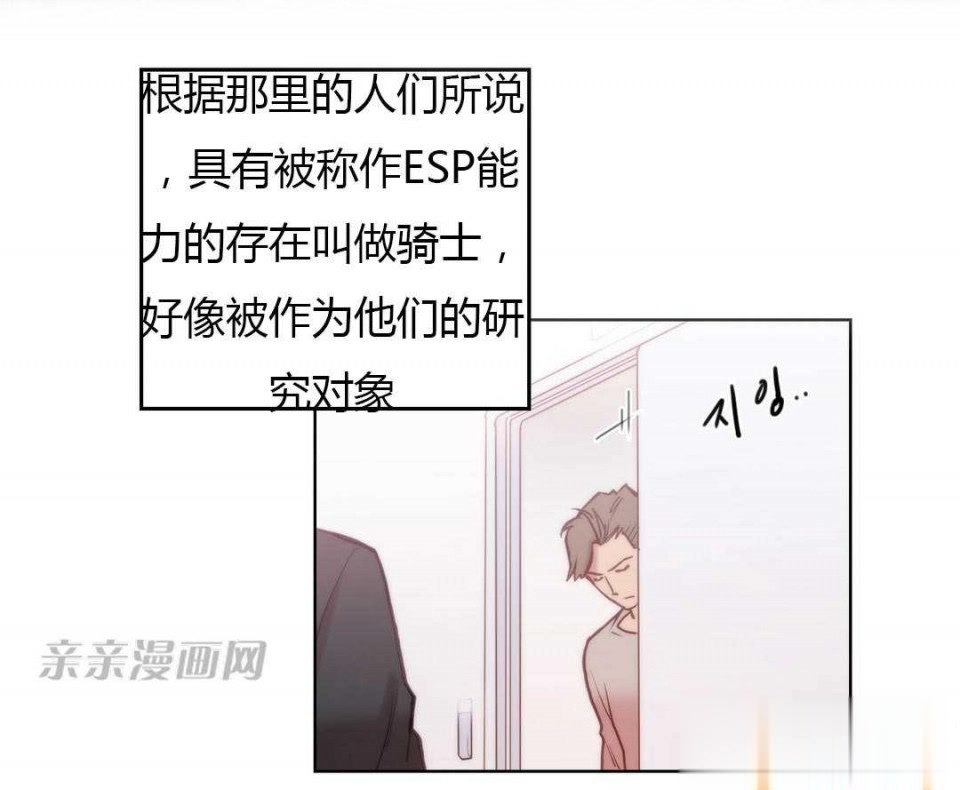 根据那里的人们所说
，具有被称作ESP能
力的存在叫做骑士，
好像被作为他们的研
究对象
지잉..
亲亲漫画网